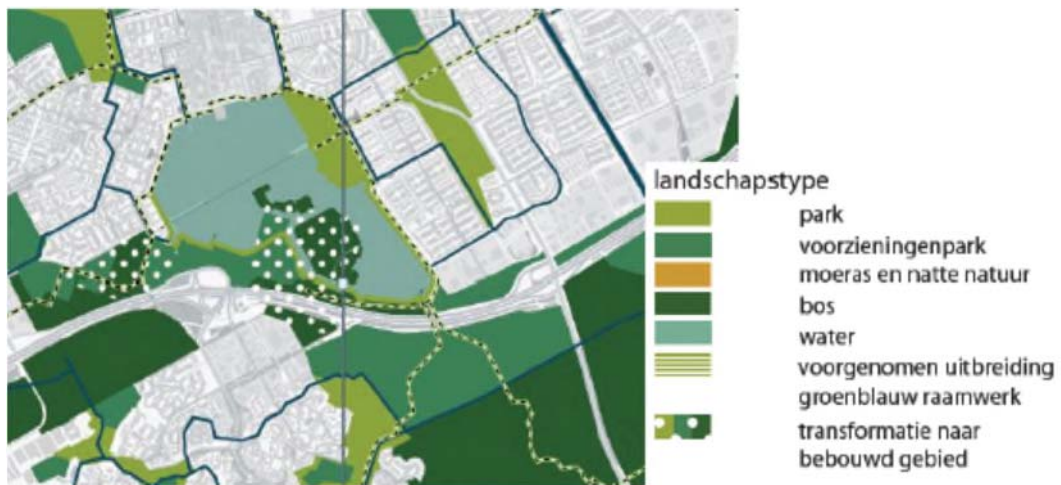 landschapstype
park
voorzieningenpark
moeras en natte natuur
bos
water
voorgenomen uitbreiding
groenblauw raamwerk
transformatie naar
bebouwd gebied